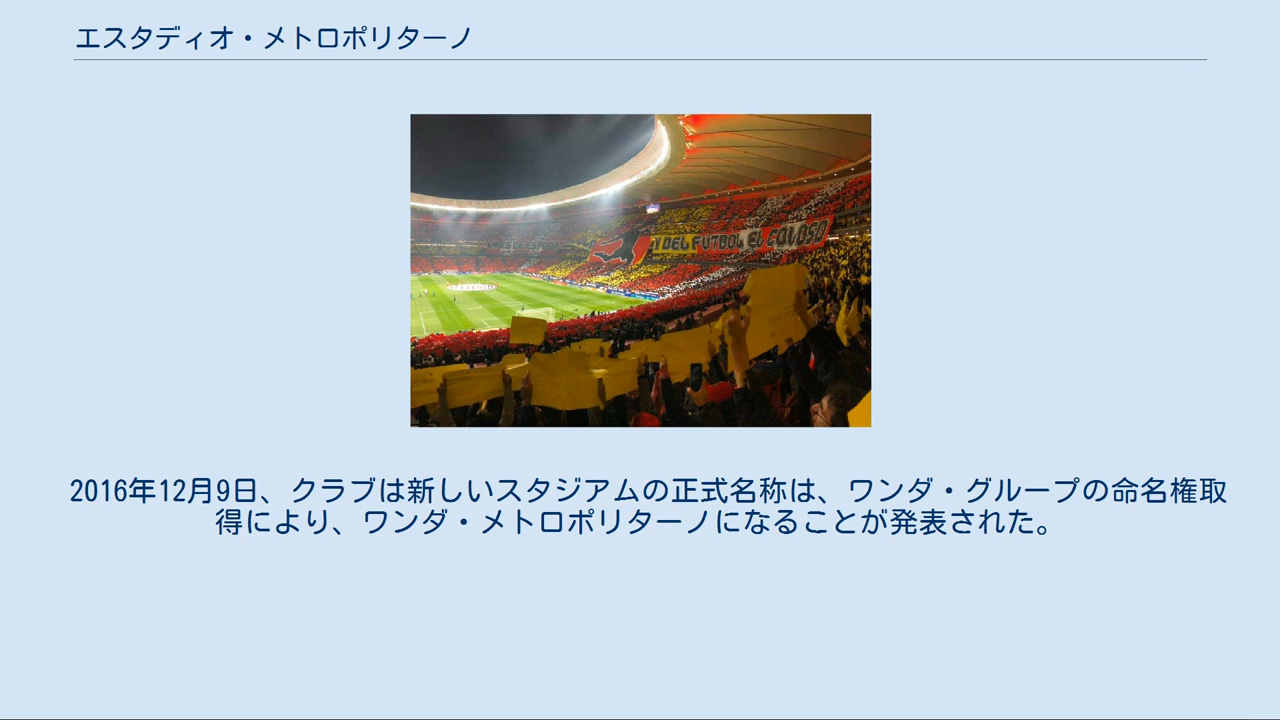 エスタディオ・メトロポリターノ
Y DEL FUTBOL EL COLOSO
2016年12月9日、クラブは新しいスタジアムの正式名称は、ワンダ・グループの命名権取
得により、ワンダ・メトロポリターノになることが発表された。